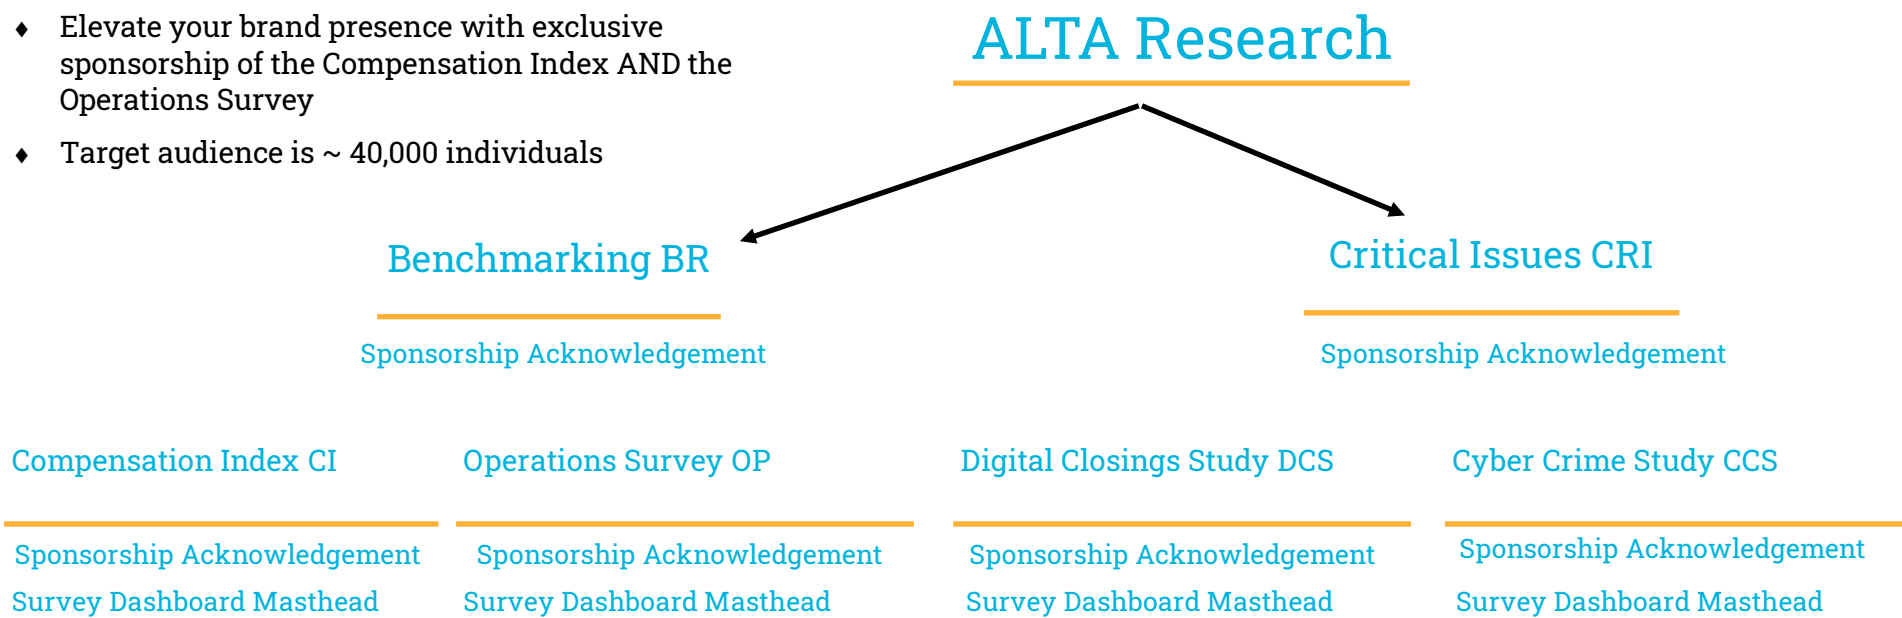 ♦ Elevate your brand presence with exclusive
sponsorship of the Compensation Index AND the
Operations Survey
♦ Target audience is ~ 40,000 individuals
ALTA Research
Benchmarking BR
Sponsorship Acknowledgement
Critical Issues CRI
Sponsorship Acknowledgement
Compensation Index CI
Sponsorship Acknowledgement
Survey Dashboard Masthead
Operations Survey OP
Sponsorship Acknowledgement
Survey Dashboard Masthead
Digital Closings Study DCS
Sponsorship Acknowledgement
Survey Dashboard Masthead
Cyber Crime Study CCS
Sponsorship Acknowledgement
Survey Dashboard Masthead